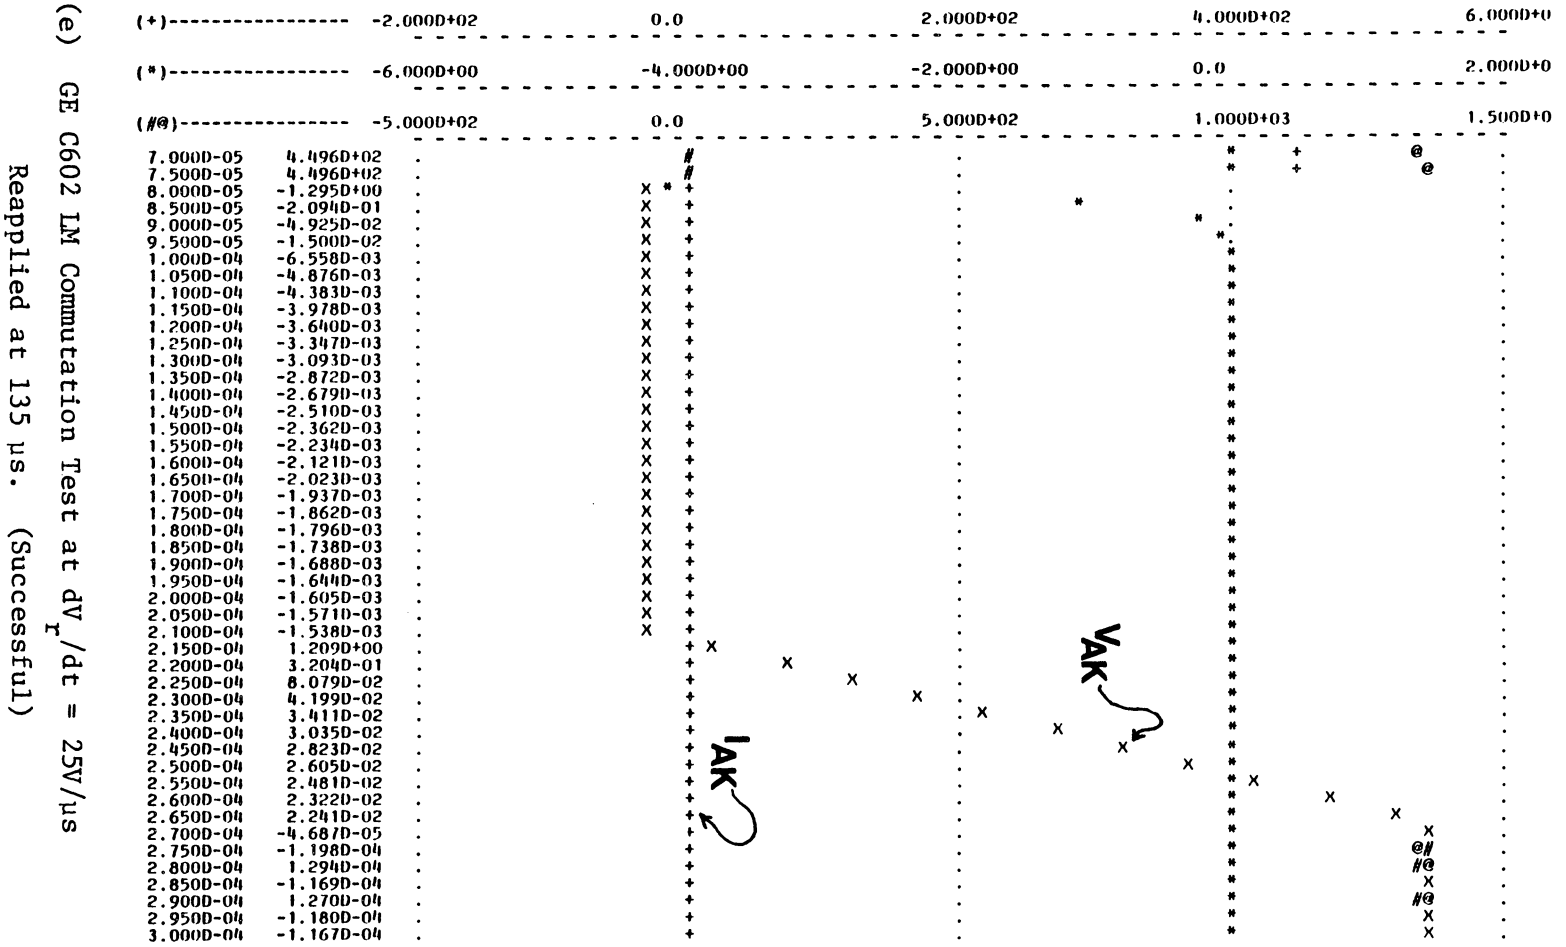 (+)----------------- -2.000D+02 0.0 2.000D+02 4.000D+02 6.000D+0
(*)----------------- -6.000D+00 -4.000D+00 -2.000D+00 0.0 2.000D+0
(#@)----------------- -5.000D+02 0.0 5.000D+02 1.000D+03 1.500D+0
7.000D-05 4.496D+02 . # . * + @ .
7.500D-05 4.496D+02 . # . * + @ .
8.000D-05 -1.295D+00 . X * + . . .
8.500D-05 -2.094D-01 . X + . * . .
9.000D-05 -4.925D-02 . X + . * . .
9.500D-05 -1.500D-02 . X + . * . .
1.000D-04 -6.558D-03 . X + . * .
1.050D-04 -4.876D-03 . X + . * .
1.100D-04 -4.383D-03 . X + . * .
1.150D-04 -3.978D-03 . X + . * .
1.200D-04 -3.640D-03 . X + . * .
1.250D-04 -3.347D-03 . X + . * .
1.300D-04 -3.093D-03 . X + . * .
1.350D-04 -2.872D-03 . X + . * .
1.400D-04 -2.679D-03 . X + . * .
1.450D-04 -2.510D-03 . X + . * .
1.500D-04 -2.362D-03 . X + . * .
1.550D-04 -2.234D-03 . X + . * .
1.600D-04 -2.121D-03 . X + . * .
1.650D-04 -2.023D-03 . X + . * .
1.700D-04 -1.937D-03 . X + . * .
1.750D-04 -1.862D-03 . X + . * .
1.800D-04 -1.796D-03 . X + . * .
1.850D-04 -1.738D-03 . X + . * .
1.900D-04 -1.688D-03 . X + . * .
1.950D-04 -1.644D-03 . X + . * .
2.000D-04 -1.605D-03 . X + . * .
2.050D-04 -1.571D-03 . X + . * .
2.100D-04 -1.538D-03 . X + . * .
2.150D-04 1.209D+00 . + X . * .
2.200D-04 3.204D-01 . + X . * .
2.250D-04 8.079D-02 . + X . * .
2.300D-04 4.199D-02 . + X . * .
2.350D-04 3.411D-02 . + . X * .
2.400D-04 3.035D-02 . + . X * .
2.450D-04 2.823D-02 . + . X * .
2.500D-04 2.605D-02 . + . X * .
2.550D-04 2.481D-02 . + . * X .
2.600D-04 2.322D-02 . + . * X .
2.650D-04 2.241D-02 . + . * X .
2.700D-04 -4.687D-05 . + . * X .
2.750D-04 -1.198D-04 . + . * @# .
2.800D-04 1.294D-04 . + . * #@ .
2.850D-04 -1.169D-04 . + . * X .
2.900D-04 1.270D-04 . + . * #@ .
2.950D-04 -1.180D-04 . + . * X .
3.000D-04 -1.167D-04 . + . * X .
VAK
IAK
(e) GE C602 LM Commutation Test at dVr/dt = 25V/μs
Reapplied at 135 μs. (Successful)